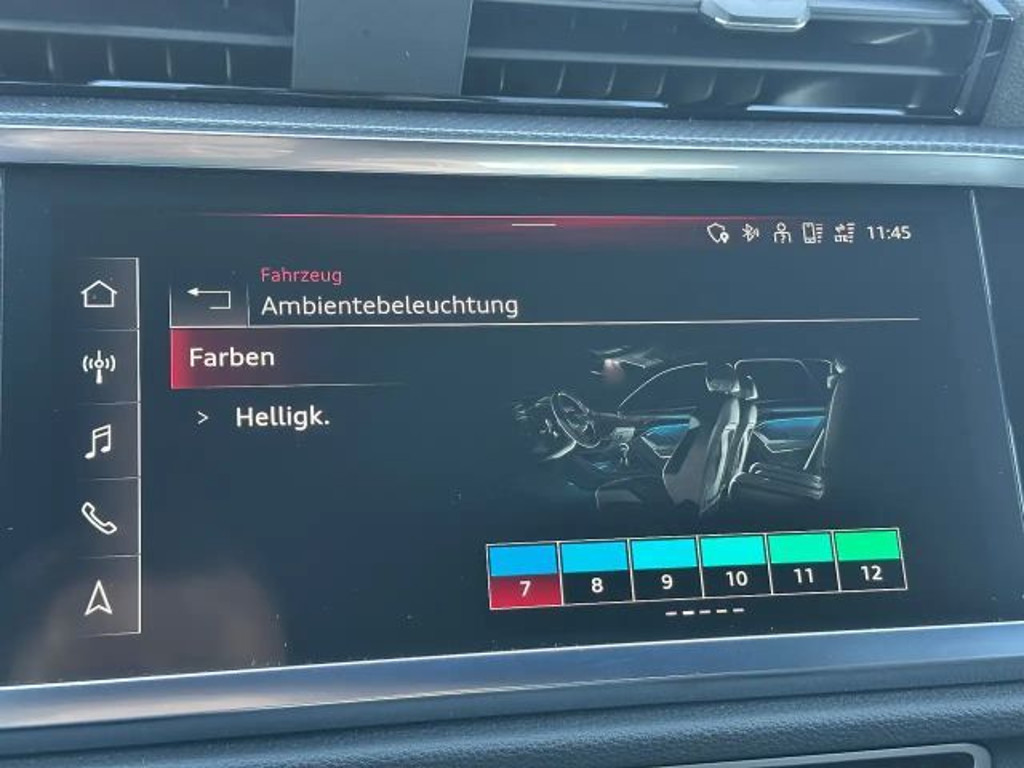 11:45
Fahrzeug
Ambientebeleuchtung
Farben
> Helligk.
7 8 9 10 11 12